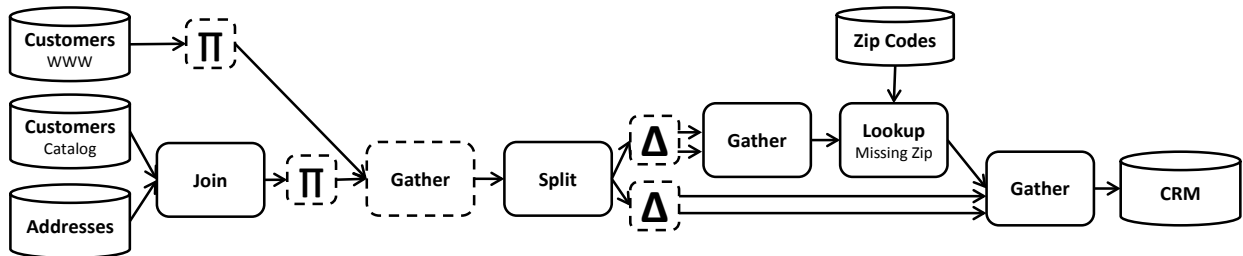 Customers
WWW
Π
Zip Codes
Customers
Catalog
Addresses
Join
Π
Gather
Split
Δ
Δ
Gather
Lookup
Missing Zip
Gather
CRM